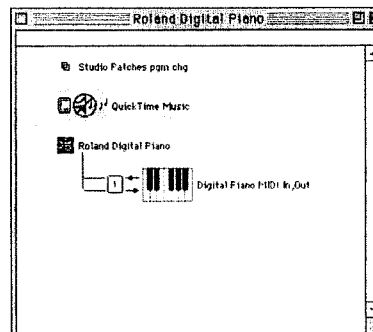 Roland Digital Piano
Studio Patches pgm chg
QuickTime Music
Roland Digital Piano
1
Digital Piano MIDI In,Out